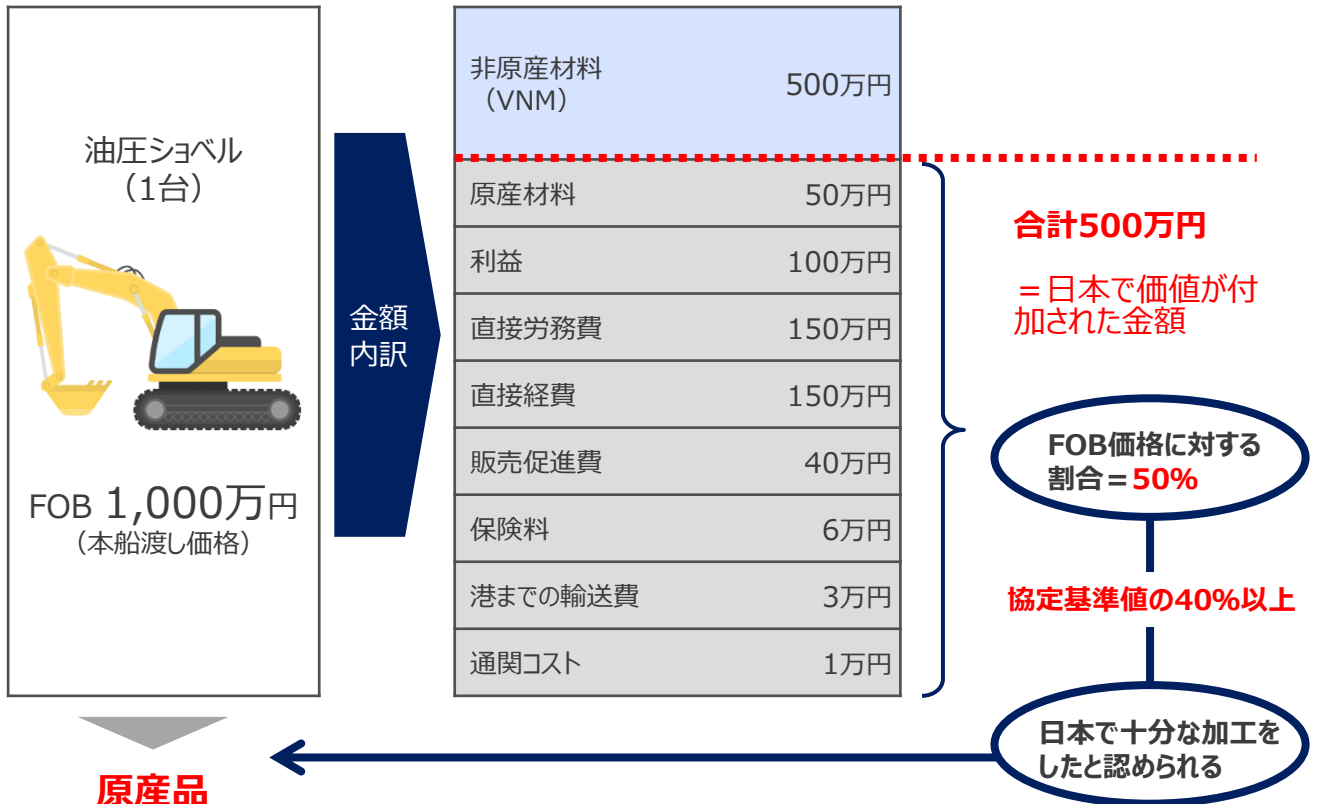 油圧ショベル
（1台）
FOB 1,000万円
（本船渡し価格）
原産品
金額
内訳
非原産材料
（VNM）
500万円
原産材料 50万円
利益 100万円
直接労務費 150万円
直接経費 150万円
販売促進費 40万円
保険料 6万円
港までの輸送費 3万円
通関コスト 1万円
合計500万円
＝日本で価値が付
加された金額
FOB価格に対する
割合＝50%
協定基準値の40%以上
日本で十分な加工を
したと認められる